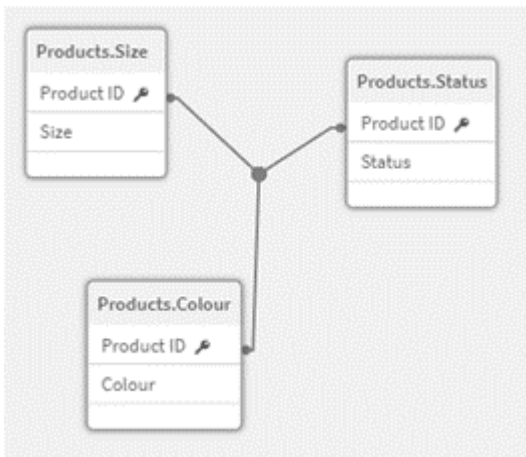 Products.Size
Product ID
Size
Products.Status
Product ID
Status
Products.Colour
Product ID
Colour